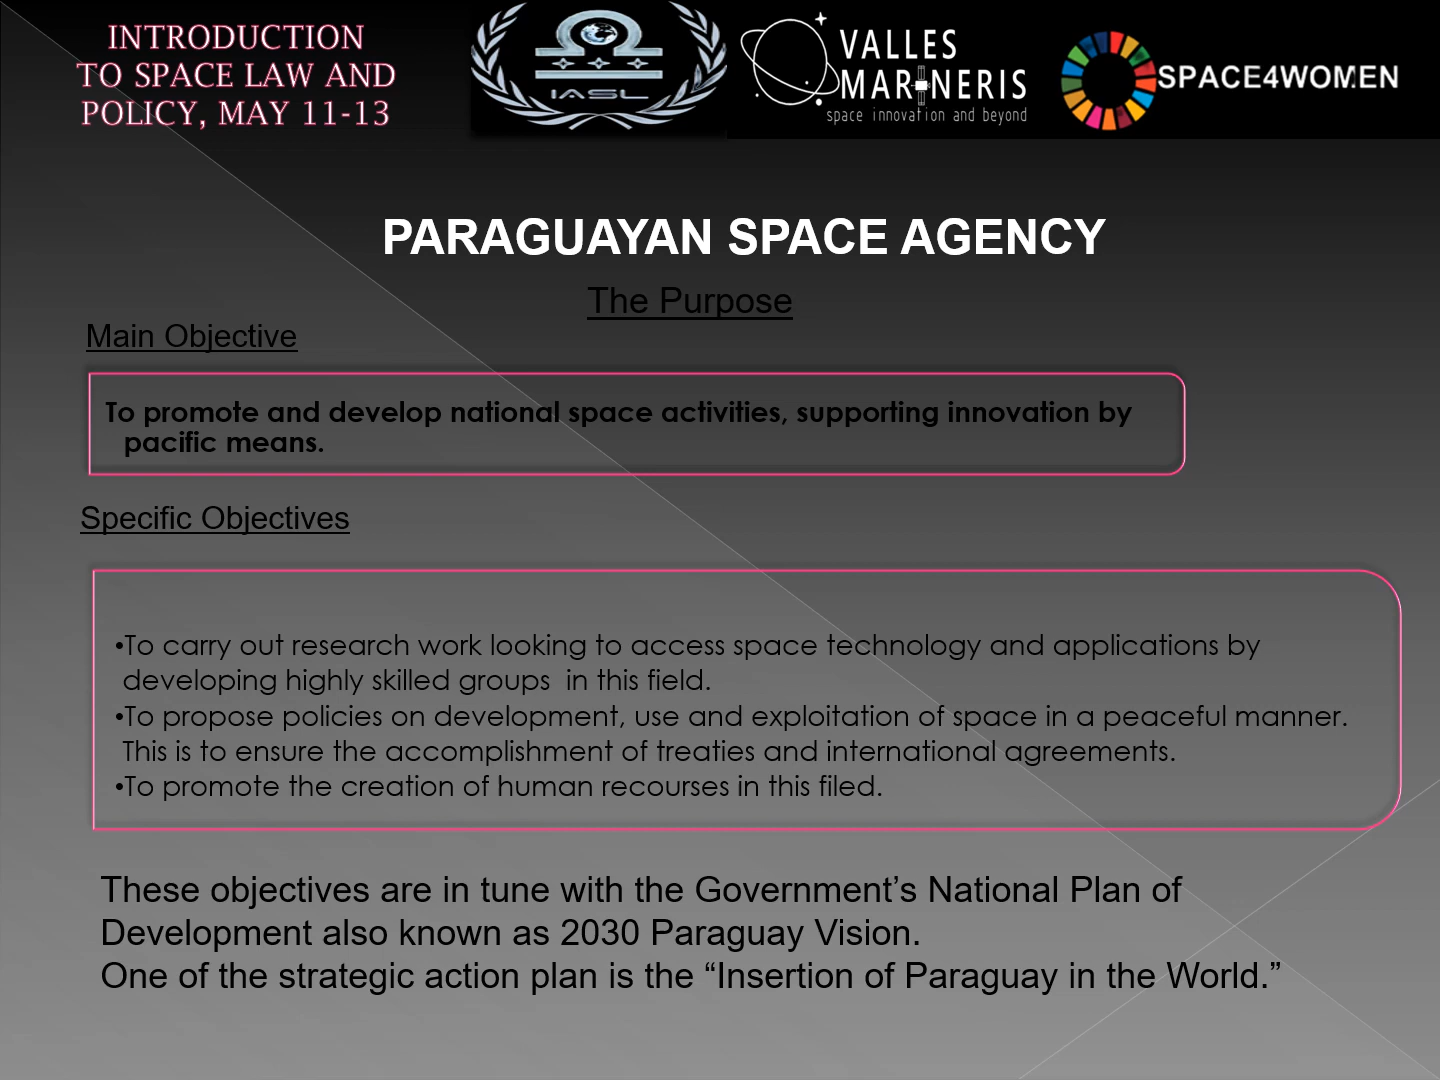 INTRODUCTION
TO SPACE LAW AND
POLICY, MAY 11-13
IASL
VALLES
MARINERIS
space innovation and beyond
SPACE4WOMEN
PARAGUAYAN SPACE AGENCY
The Purpose
Main Objective
To promote and develop national space activities, supporting innovation by
pacific means.
Specific Objectives
•To carry out research work looking to access space technology and applications by
developing highly skilled groups  in this field.
•To propose policies on development, use and exploitation of space in a peaceful manner.
This is to ensure the accomplishment of treaties and international agreements.
•To promote the creation of human recourses in this filed.
These objectives are in tune with the Government’s National Plan of
Development also known as 2030 Paraguay Vision.
One of the strategic action plan is the “Insertion of Paraguay in the World.”